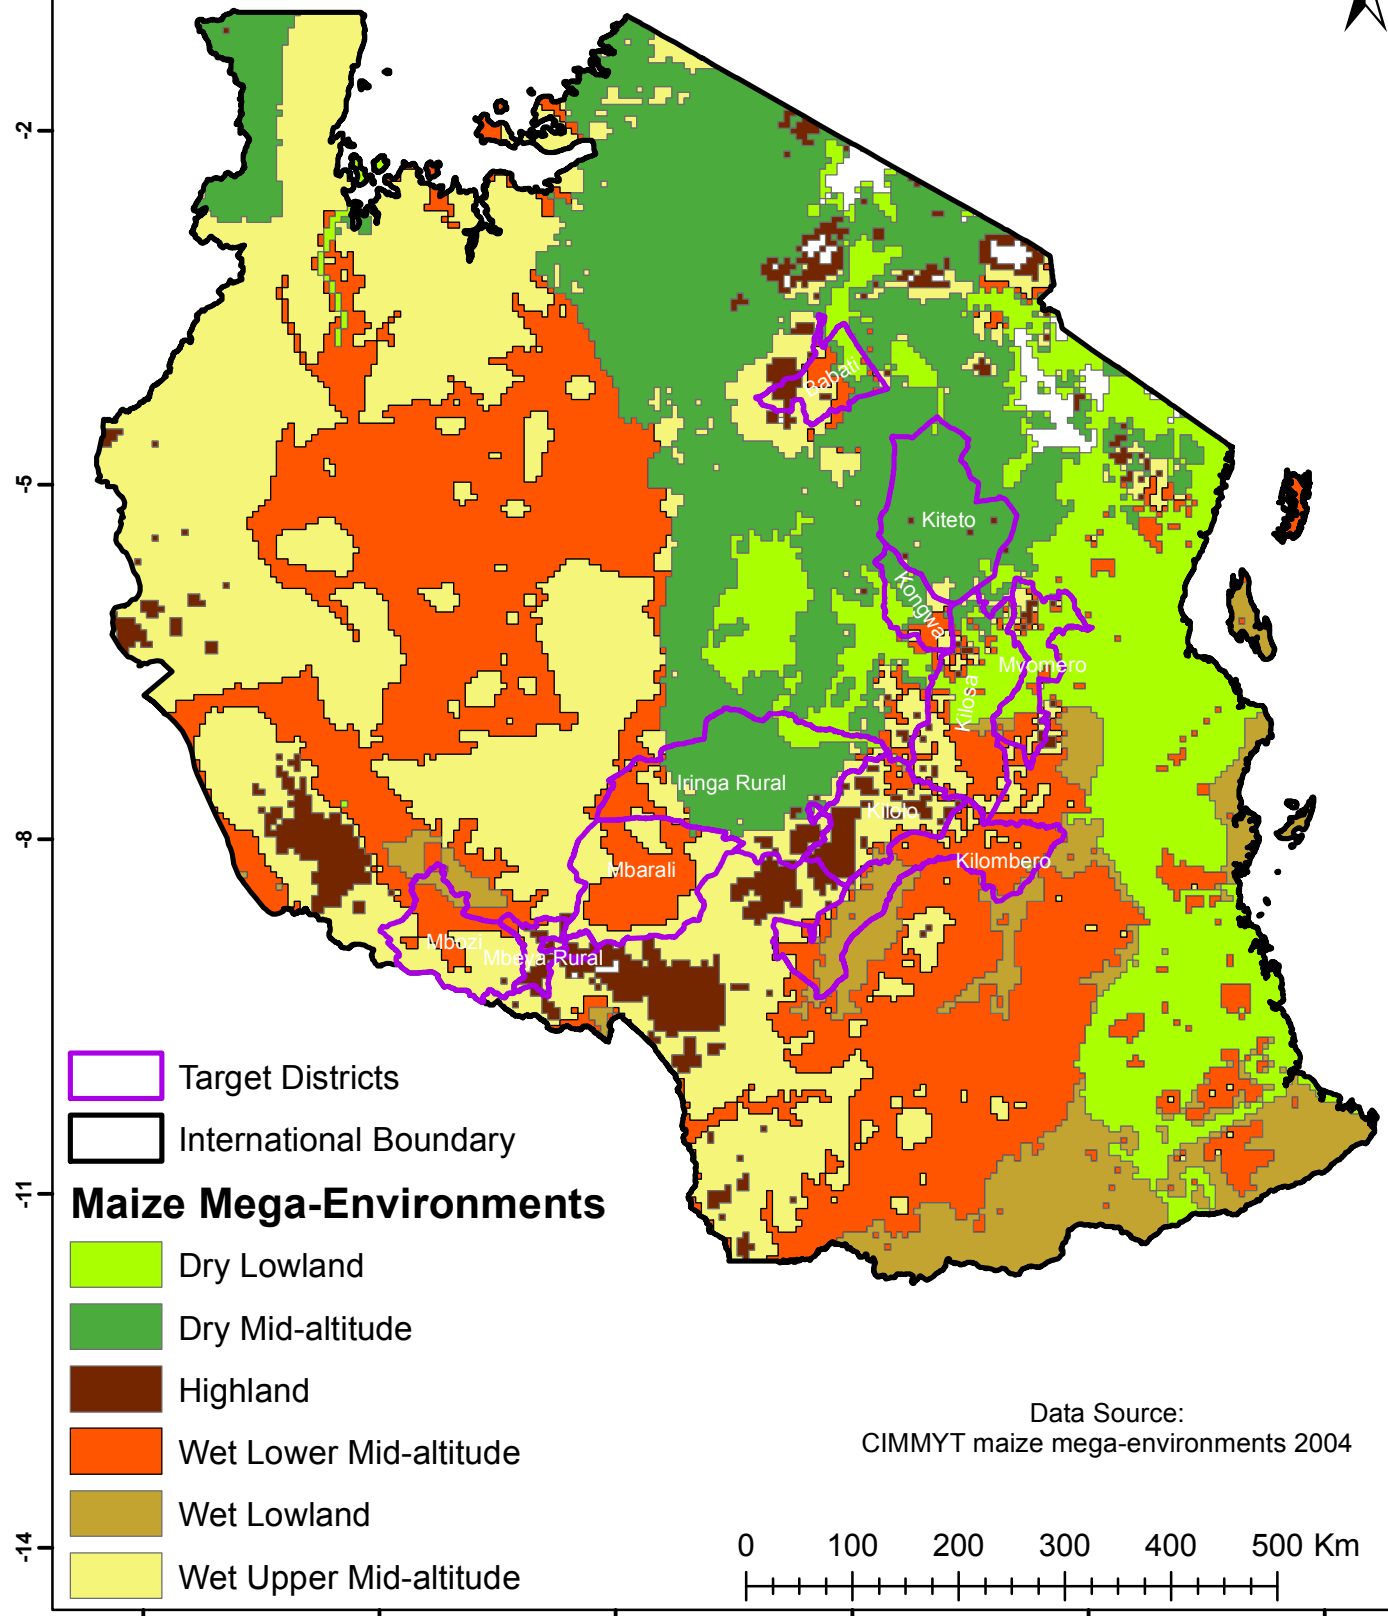 -2
-5
-8
-11
-14
Babati
Kiteto
Kongwa
Mvomero
Kilosa
Iringa Rural
Kilolo
Kilombero
Mbarali
Mbozi
Mbeya Rural
Target Districts
International Boundary
Maize Mega-Environments
Dry Lowland
Dry Mid-altitude
Highland
Wet Lower Mid-altitude
Wet Lowland
Wet Upper Mid-altitude
Data Source:
CIMMYT maize mega-environments 2004
0 100 200 300 400 500 Km